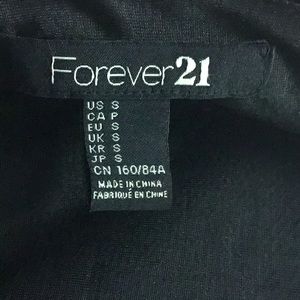 Forever21
US S
CA P
EU S
UK S
KR S
JP S
CN 160/84A
MADE IN CHINA
FABRIQUÉ EN CHINE